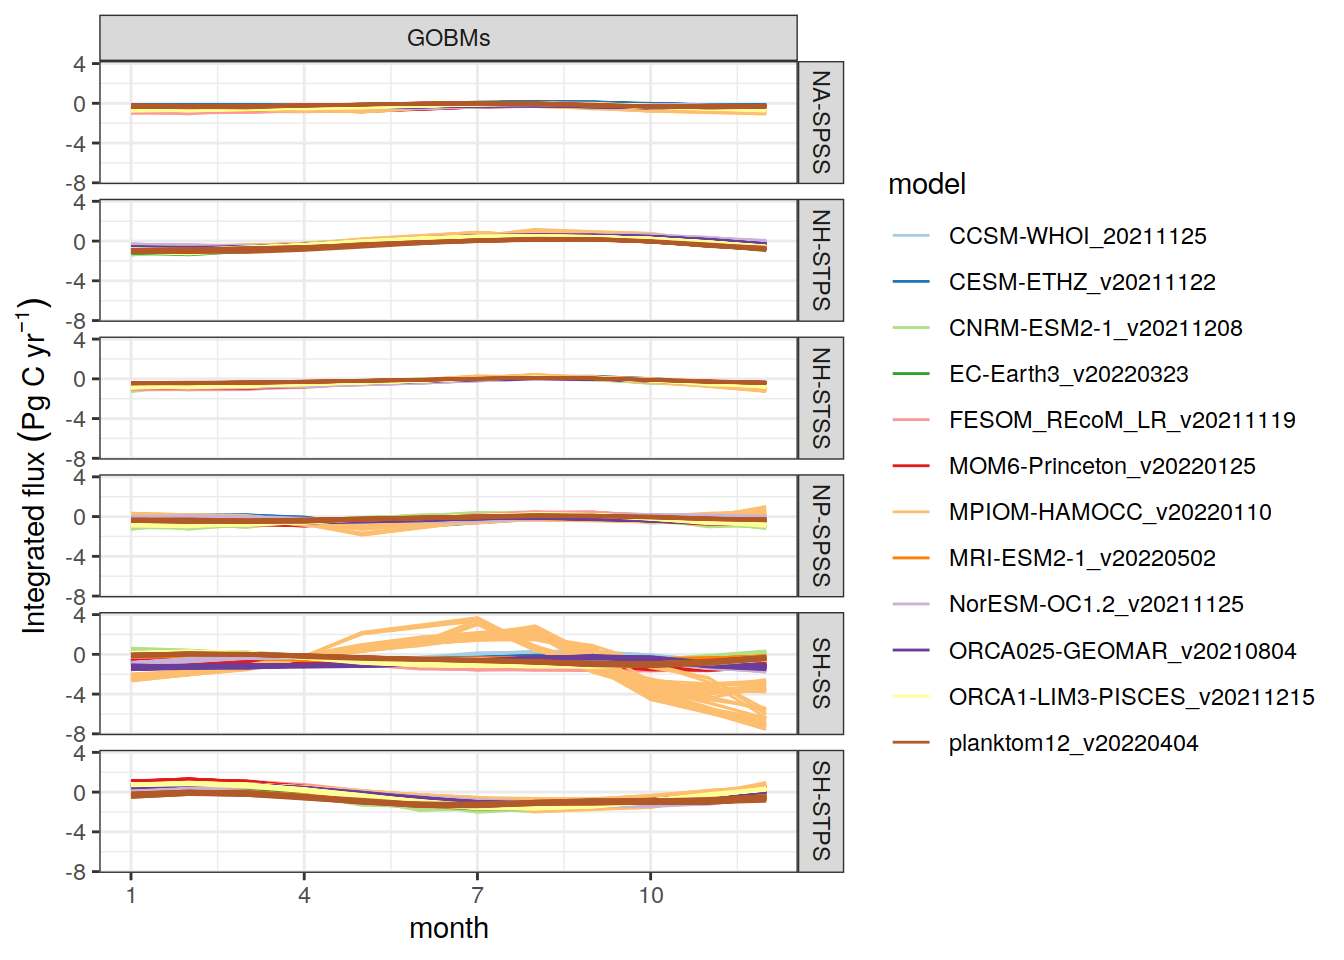 GOBMs
4
0
-4
-8
NA-SPSS
4
0
-4
-8
NH-STPS
4
0
-4
-8
NH-STSS
4
0
-4
-8
NP-SPSS
4
0
-4
-8
SH-SS
4
0
-4
-8
SH-STPS
1 4 7 10
month
Integrated flux (Pg C yr⁻¹)
model
CCSM-WHOI_20211125
CESM-ETHZ_v20211122
CNRM-ESM2-1_v20211208
EC-Earth3_v20220323
FESOM_REcoM_LR_v20211119
MOM6-Princeton_v20220125
MPIOM-HAMOCC_v20220110
MRI-ESM2-1_v20220502
NorESM-OC1.2_v20211125
ORCA025-GEOMAR_v20210804
ORCA1-LIM3-PISCES_v20211215
planktom12_v20220404